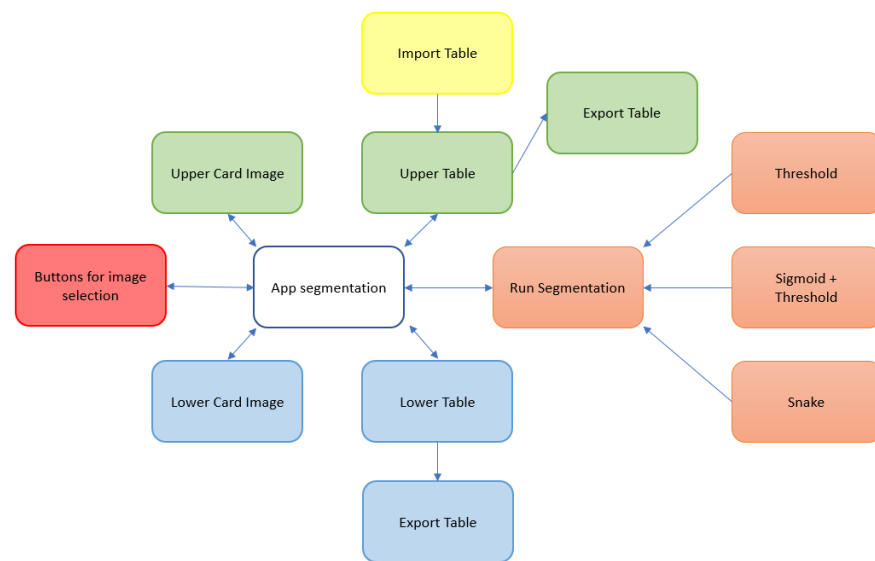 Import Table
Export Table
Upper Card Image
Upper Table
Threshold
Buttons for image
selection
App segmentation
Run Segmentation
Sigmoid +
Threshold
Lower Card Image
Lower Table
Snake
Export Table